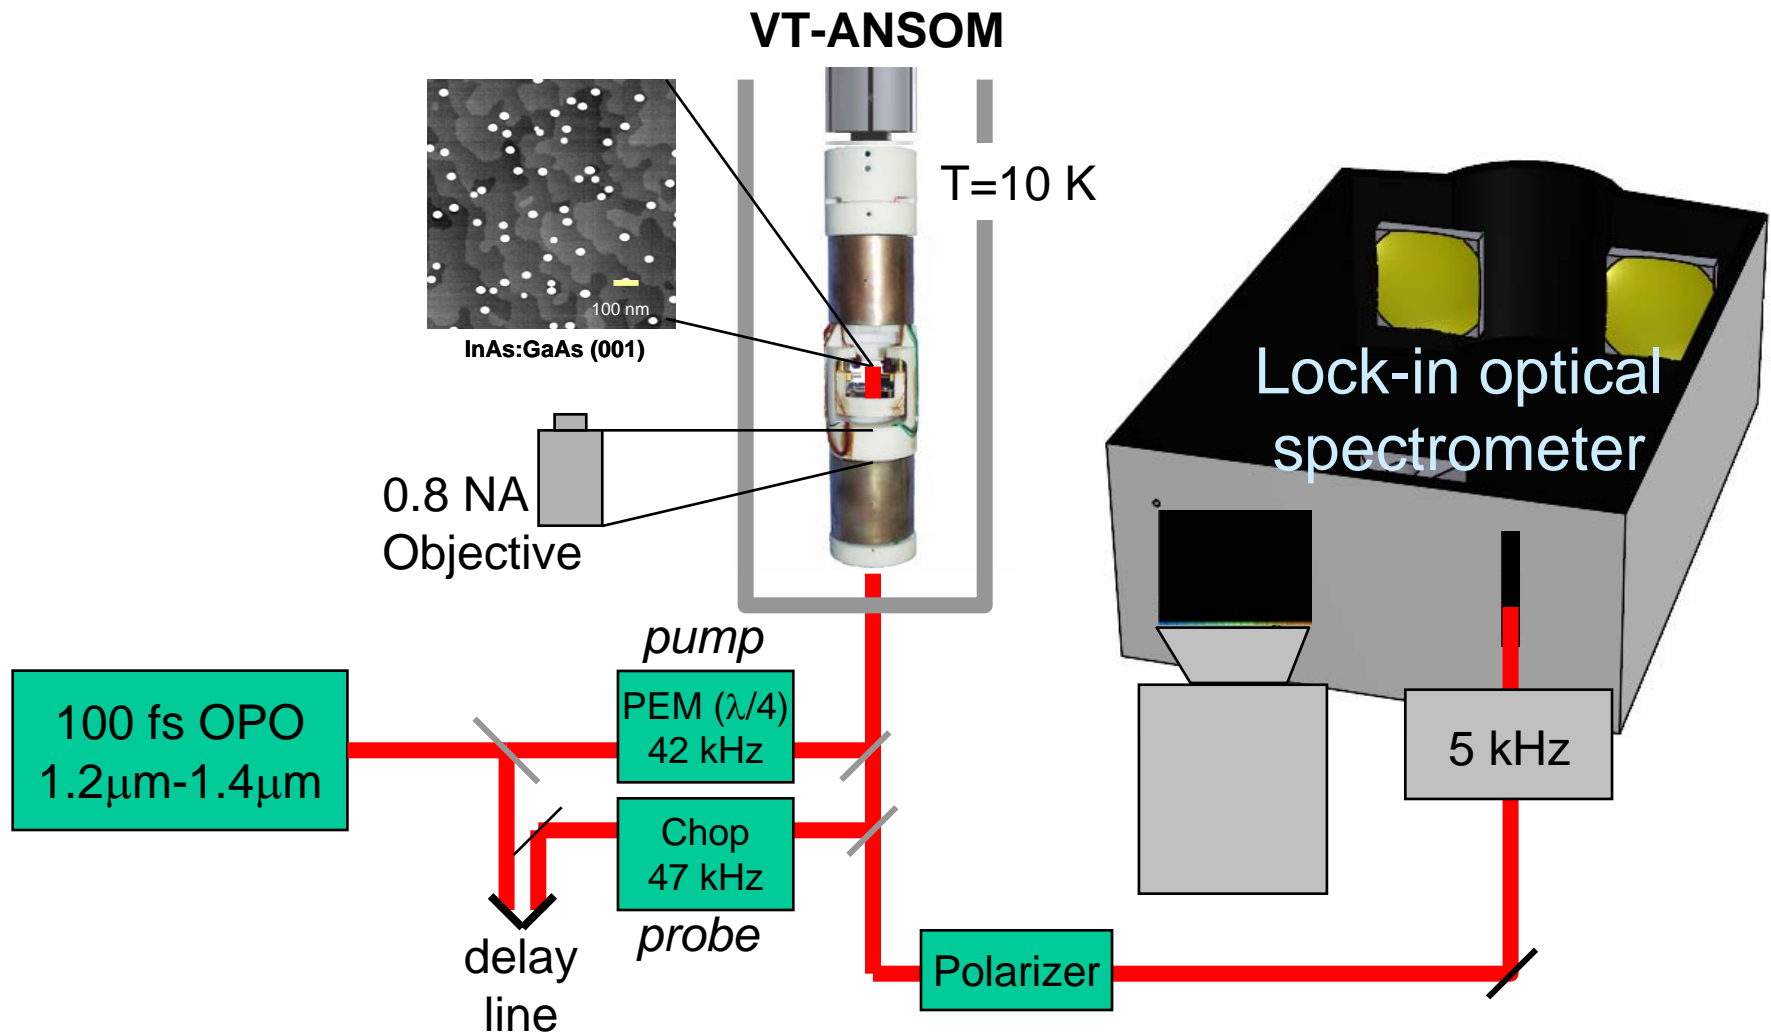 VT-ANSOM
T=10 K
100 nm
InAs:GaAs (001)
Lock-in optical
spectrometer
0.8 NA
Objective
pump
PEM (λ/4)
42 kHz
100 fs OPO
1.2μm-1.4μm
5 kHz
Chop
47 kHz
probe
delay
line
Polarizer